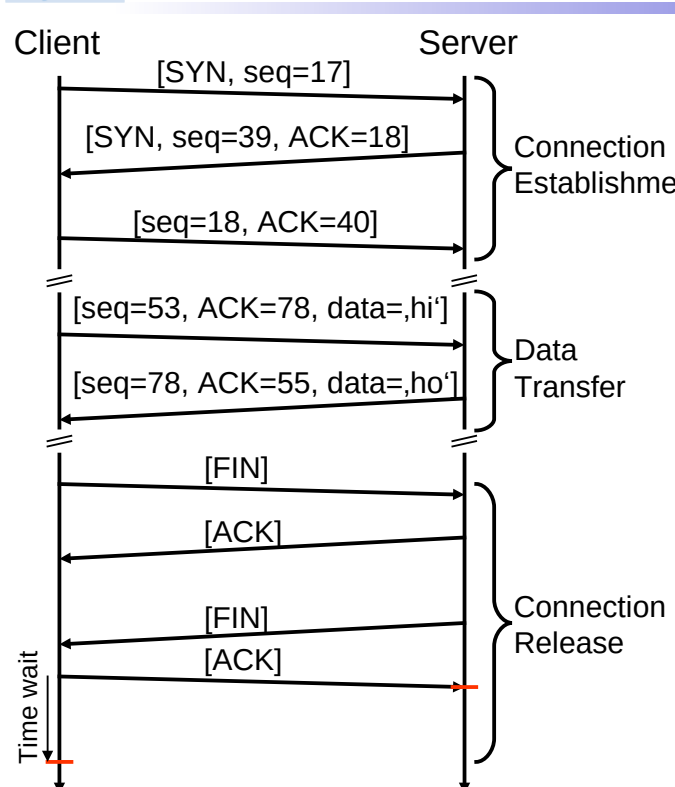 Client
Server
[SYN, seq=17]
[SYN, seq=39, ACK=18]
Connection
Establishme
[seq=18, ACK=40]
[seq=53, ACK=78, data=‚hi‘]
Data
Transfer
[seq=78, ACK=55, data=‚ho‘]
[FIN]
[ACK]
[FIN]
Connection
Release
[ACK]
Time wait